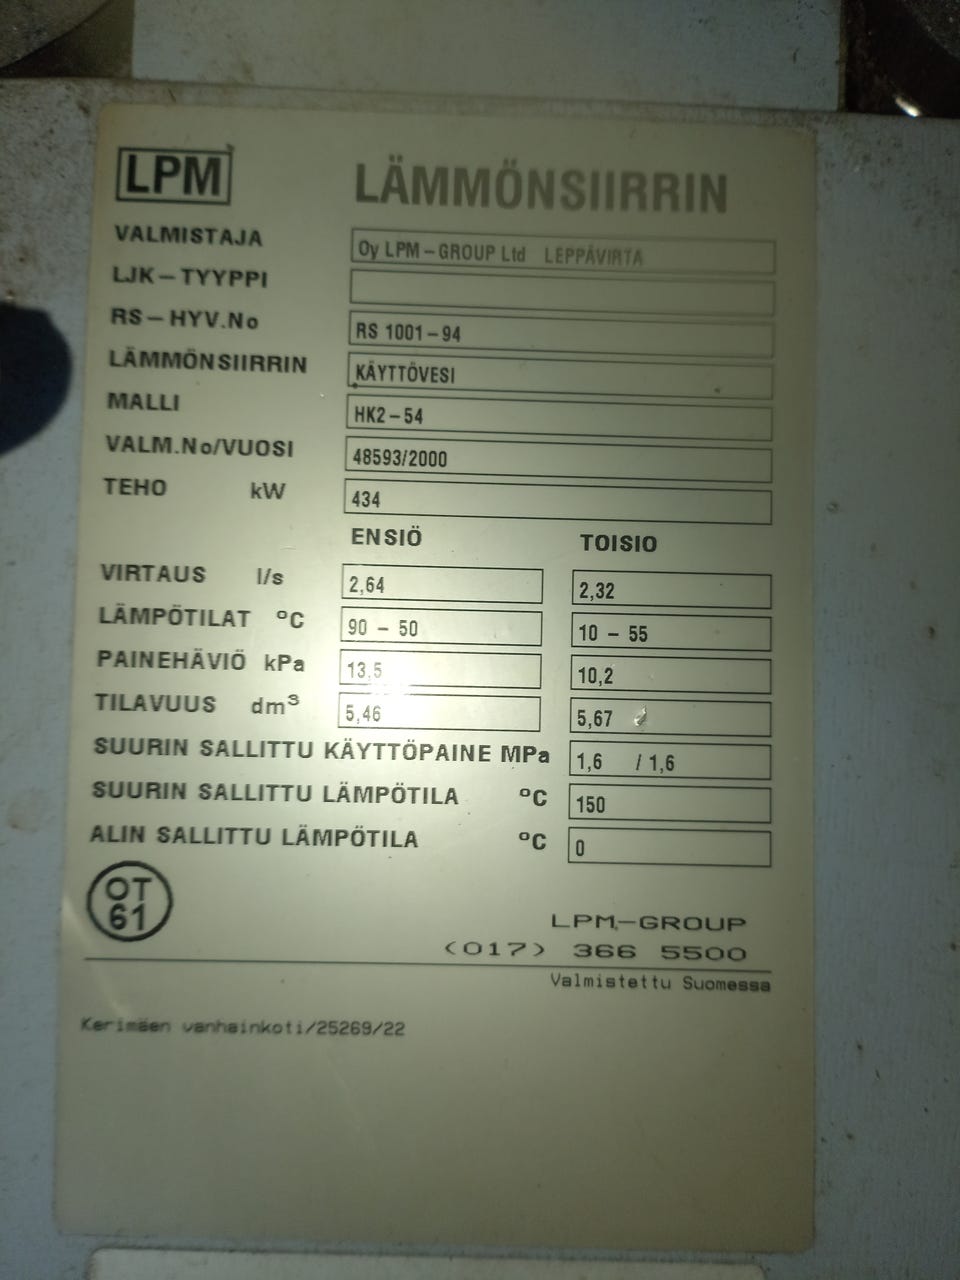 LPM LÄMMÖNSIIRRIN
VALMISTAJA Oy LPM-GROUP Ltd LEPPÄVIRTA
LJK-TYYPPI
RS-HYV.No RS 1001-94
LÄMMÖNSIIRRIN KÄYTTÖVESI
MALLI HK2-54
VALM.No/VUOSI 48593/2000
TEHO kW 434
ENSIÖ TOISIO
VIRTAUS l/s 2,64 2,32
LÄMPÖTILAT °C 90 - 50 10 - 55
PAINEHÄVIÖ kPa 13,5 10,2
TILAVUUS dm³ 5,46 5,67
SUURIN SALLITTU KÄYTTÖPAINE MPa 1,6 / 1,6
SUURIN SALLITTU LÄMPÖTILA °C 150
ALIN SALLITTU LÄMPÖTILA °C 0
OT
61
LPM-GROUP
(017) 366 5500
Valmistettu Suomessa
Kerimäen vanhainkoti/25269/22